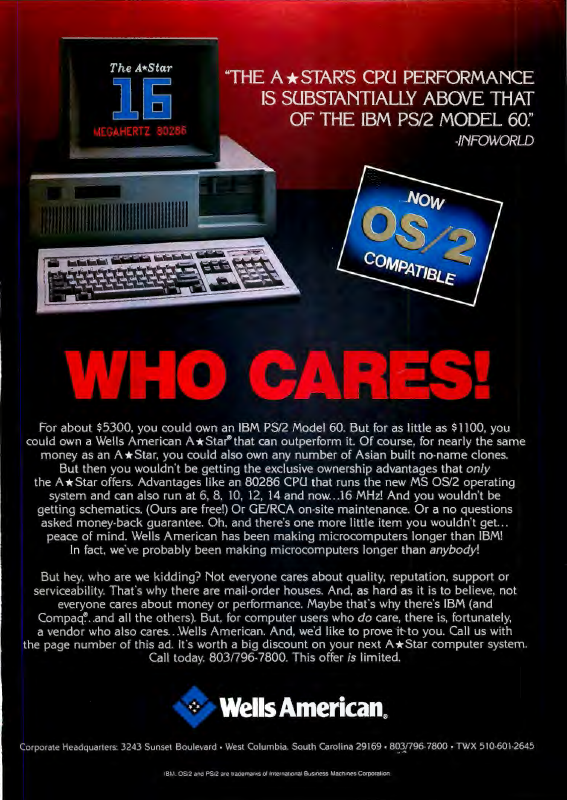 The A★Star
16
MEGAHERTZ 80286
"THE A★STAR'S CPU PERFORMANCE
IS SUBSTANTIALLY ABOVE THAT
OF THE IBM PS/2 MODEL 60."
-INFOWORLD
NOW
OS/2
COMPATIBLE
WHO CARES!
For about $5300, you could own an IBM PS/2 Model 60. But for as little as $1100, you
could own a Wells American A★Star® that can outperform it. Of course, for nearly the same
money as an A★Star, you could also own any number of Asian built no-name clones.
But then you wouldn't be getting the exclusive ownership advantages that only
the A★Star offers. Advantages like an 80286 CPU that runs the new MS OS/2 operating
system and can also run at 6, 8, 10, 12, 14 and now...16 MHz! And you wouldn't be
getting schematics. (Ours are free!) Or GE/RCA on-site maintenance. Or a no questions
asked money-back guarantee. Oh, and there's one more little item you wouldn't get...
peace of mind. Wells American has been making microcomputers longer than IBM!
In fact, we've probably been making microcomputers longer than anybody!
But hey, who are we kidding? Not everyone cares about quality, reputation, support or
serviceability. That's why there are mail-order houses. And, as hard as it is to believe, not
everyone cares about money or performance. Maybe that's why there's IBM (and
Compaq®...and all the others). But, for computer users who do care, there is, fortunately,
a vendor who also cares...Wells American. And, we'd like to prove it to you. Call us with
the page number of this ad. It's worth a big discount on your next A★Star computer system.
Call today. 803/796-7800. This offer is limited.
Wells American®
Corporate Headquarters: 3243 Sunset Boulevard • West Columbia, South Carolina 29169 • 803/796-7800 • TWX 510-601-2645
IBM, OS/2 and PS/2 are trademarks of International Business Machines Corporation.